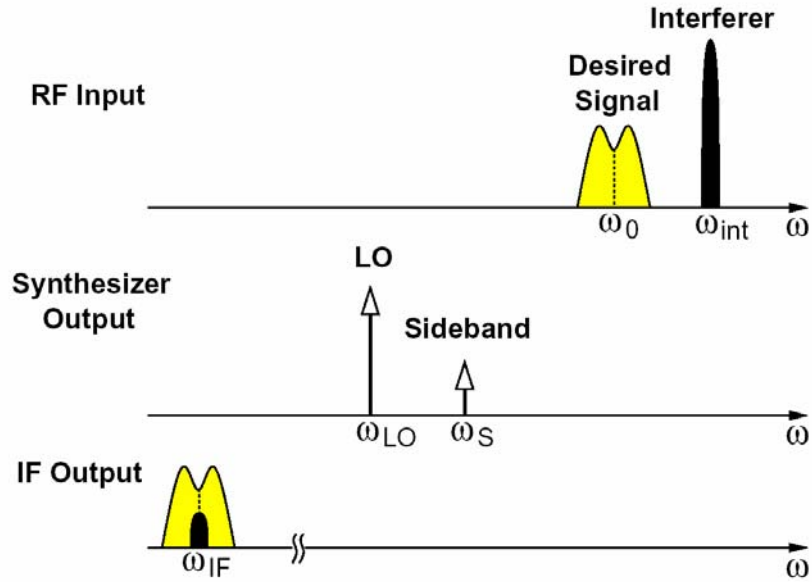 Interferer
Desired
Signal
RF Input
ω0
ωint
ω
LO
Synthesizer
Output
Sideband
ωLO
ωS
ω
IF Output
ωIF
ω